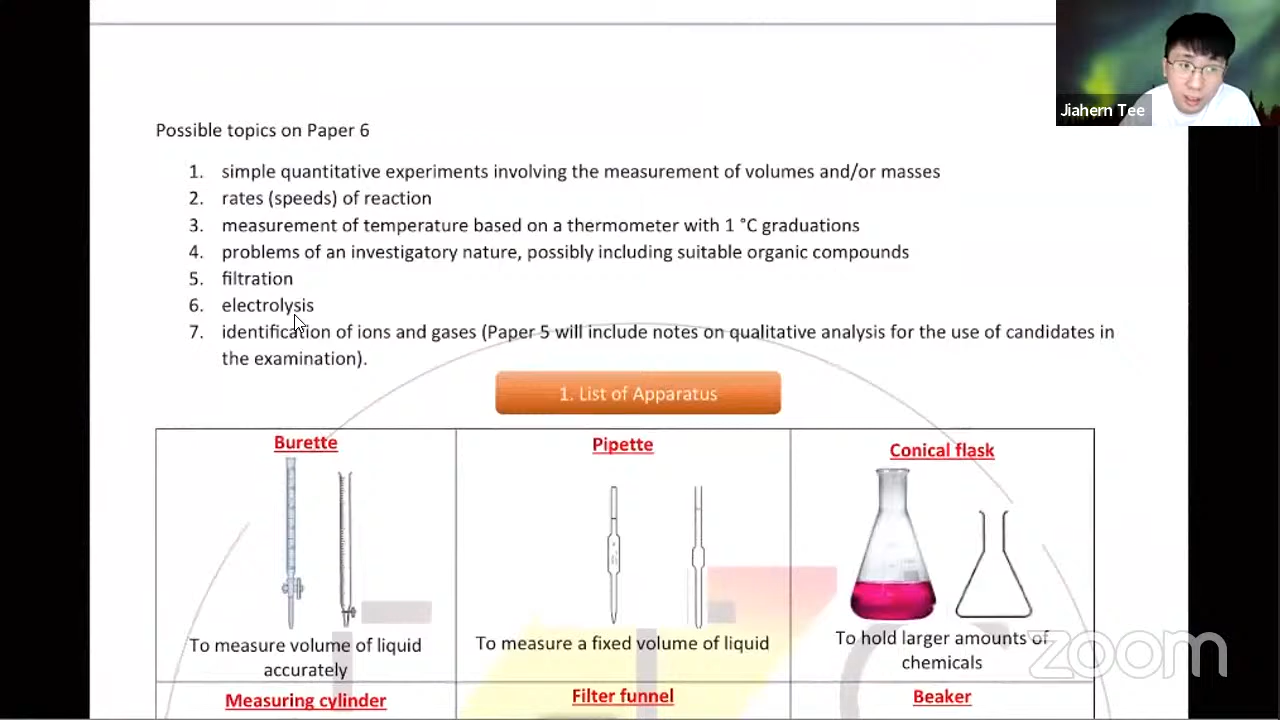 Jiahern Tee
Possible topics on Paper 6
1. simple quantitative experiments involving the measurement of volumes and/or masses
2. rates (speeds) of reaction
3. measurement of temperature based on a thermometer with 1 °C graduations
4. problems of an investigatory nature, possibly including suitable organic compounds
5. filtration
6. electrolysis
7. identification of ions and gases (Paper 5 will include notes on qualitative analysis for the use of candidates in
the examination).
1. List of Apparatus
Burette
Pipette
Conical flask
To measure volume of liquid
accurately
To measure a fixed volume of liquid
To hold larger amounts of
chemicals
zoom
Measuring cylinder
Filter funnel
Beaker